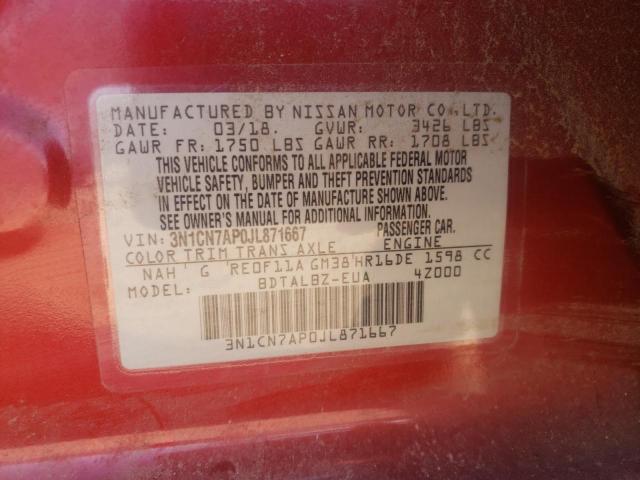 MANUFACTURED BY NISSAN MOTOR CO., LTD.
DATE: 03/18. GVWR: 3426 LBS
GAWR FR: 1750 LBS GAWR RR: 1708 LBS
THIS VEHICLE CONFORMS TO ALL APPLICABLE FEDERAL MOTOR
VEHICLE SAFETY, BUMPER AND THEFT PREVENTION STANDARDS
IN EFFECT ON THE DATE OF MANUFACTURE SHOWN ABOVE.
SEE OWNER'S MANUAL FOR ADDITIONAL INFORMATION.
VIN: 3N1CN7AP0JL871667 PASSENGER CAR.
COLOR TRIM TRANS AXLE ENGINE
NAH G RE0F11A GM38 HR16DE 1598 CC
MODEL: BDTALBZ-EUA 4Z000
3N1CN7AP0JL871667